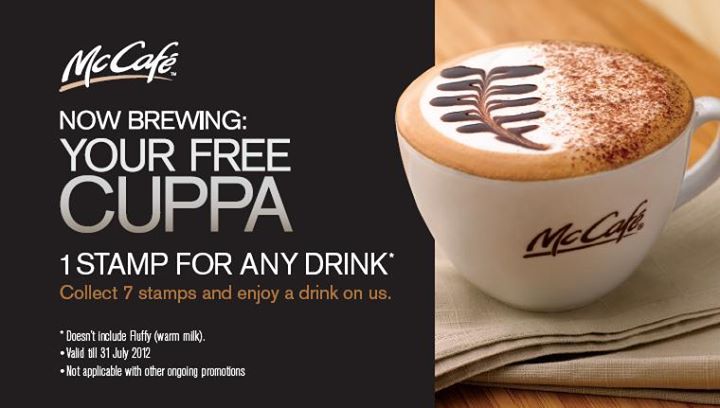 McCafé™
NOW BREWING:
YOUR FREE
CUPPA
1 STAMP FOR ANY DRINK*
Collect 7 stamps and enjoy a drink on us.
* Doesn't include Fluffy (warm milk).
• Valid till 31 July 2012
• Not applicable with other ongoing promotions
McCafé®